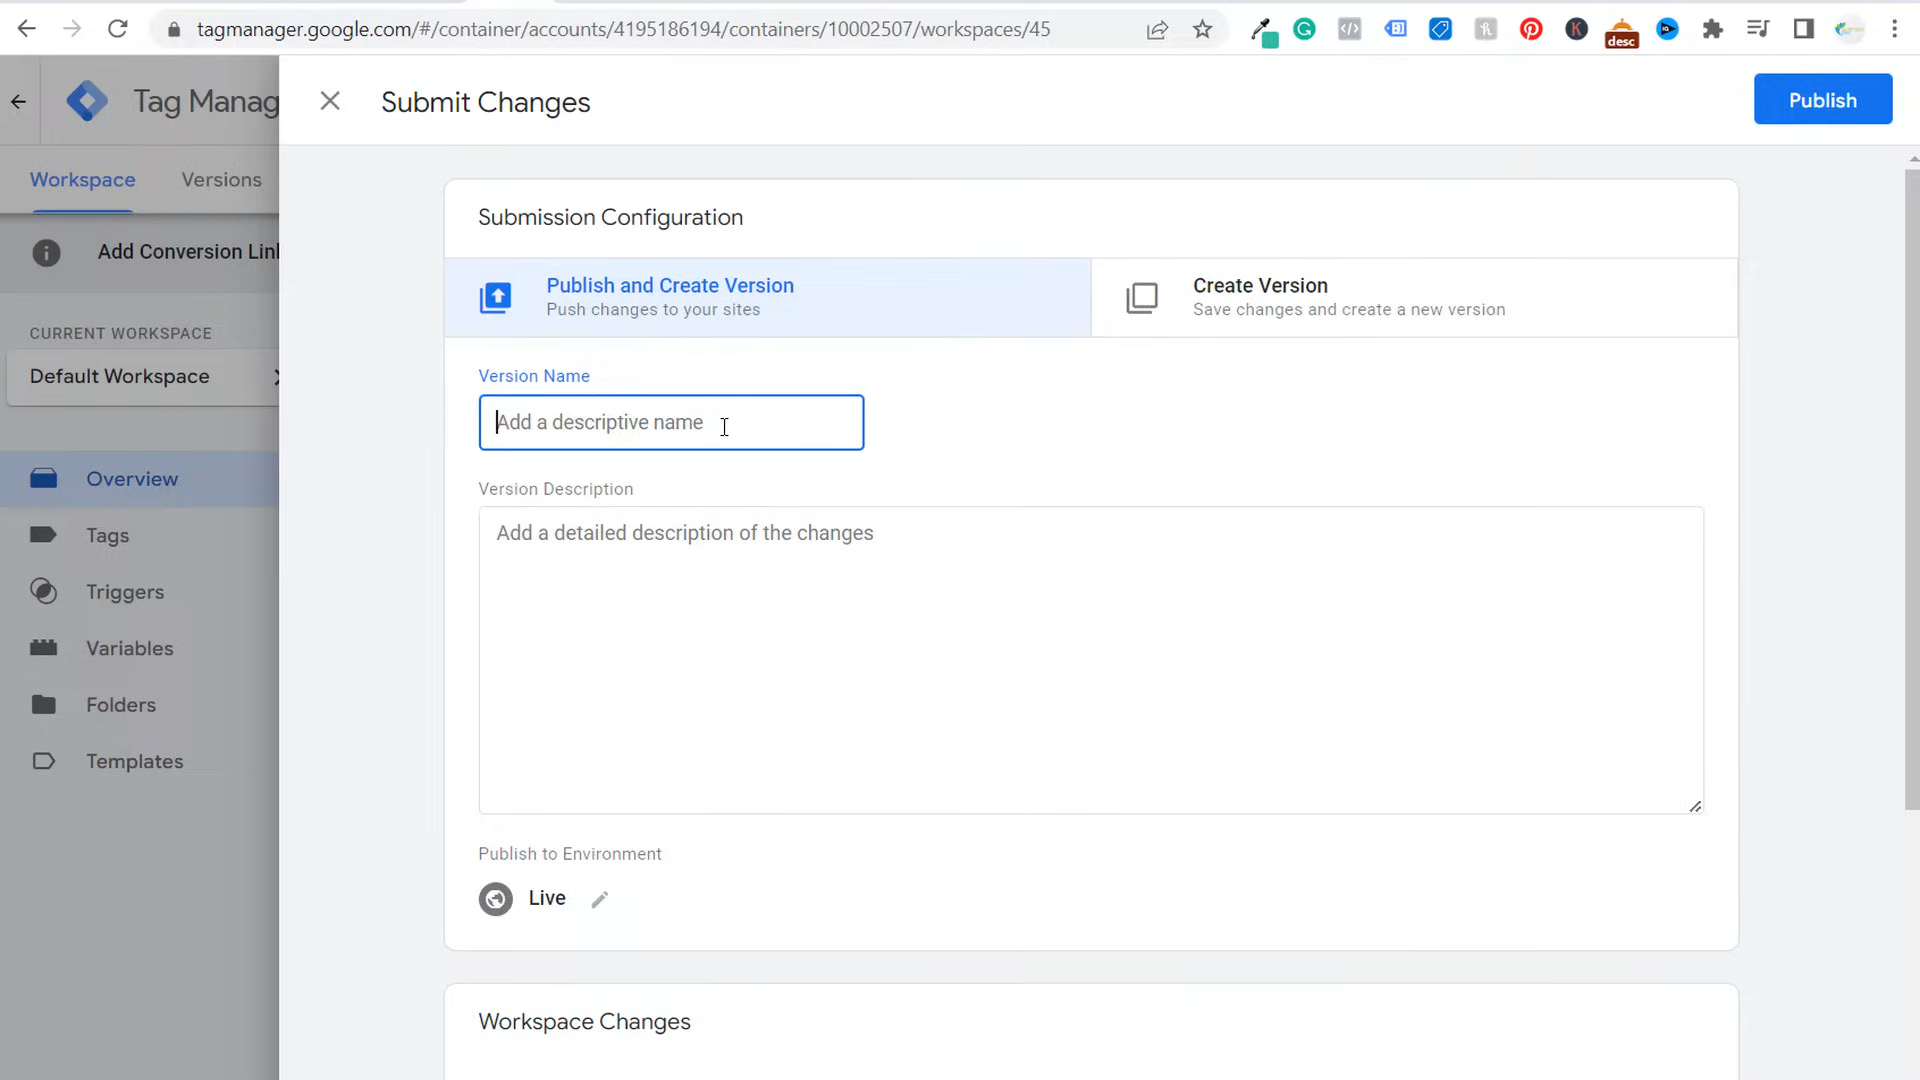 tagmanager.google.com/#/container/accounts/4195186194/containers/10002507/workspaces/45
desc
Tag Manag
Submit Changes
Publish
Workspace
Versions
Add Conversion Lin
CURRENT WORKSPACE
Default Workspace
Overview
Tags
Triggers
Variables
Folders
Templates
Submission Configuration
Publish and Create Version
Push changes to your sites
Create Version
Save changes and create a new version
Version Name
Add a descriptive name
Version Description
Add a detailed description of the changes
Publish to Environment
Live
Workspace Changes